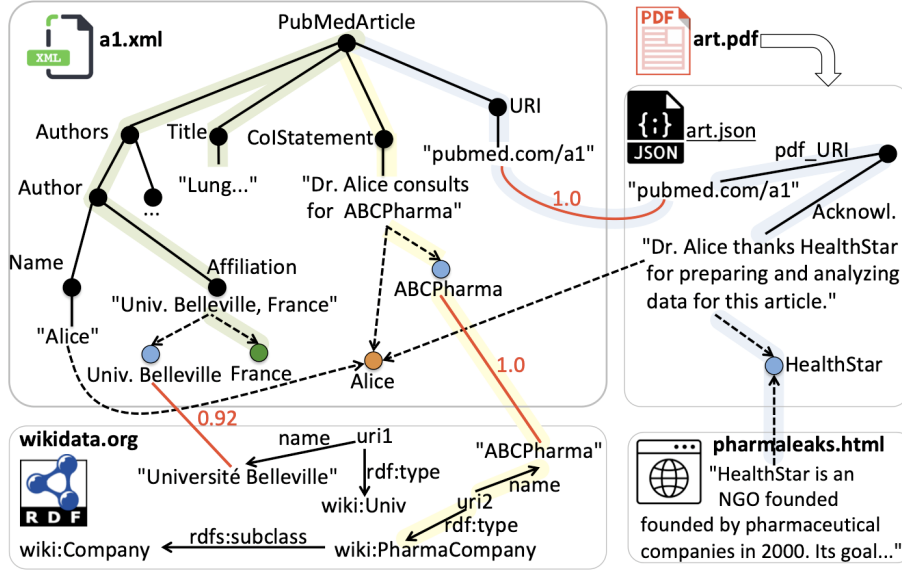 PubMedArticle
XML
a1.xml
URI
Authors
Title
CoIStatement
"pubmed.com/a1"
"Lung..."
"Dr. Alice consults
for ABCPharma"
Author
...
1.0
Name
Affiliation
"Univ. Belleville, France"
ABCPharma
"Alice"
Univ. Belleville
France
Alice
1.0
0.92
PDF
art.pdf
{;}
JSON
art.json
pdf_URI
"pubmed.com/a1"
Acknowl.
"Dr. Alice thanks HealthStar
for preparing and analyzing
data for this article."
HealthStar
wikidata.org
RDF
name
uri1
"Université Belleville"
rdf:type
wiki:Univ
"ABCPharma"
name
uri2
rdf:type
rdfs:subclass
wiki:Company
wiki:PharmaCompany
pharmaleaks.html
"HealthStar is an
NGO founded
founded by pharmaceutical
companies in 2000. Its goal..."